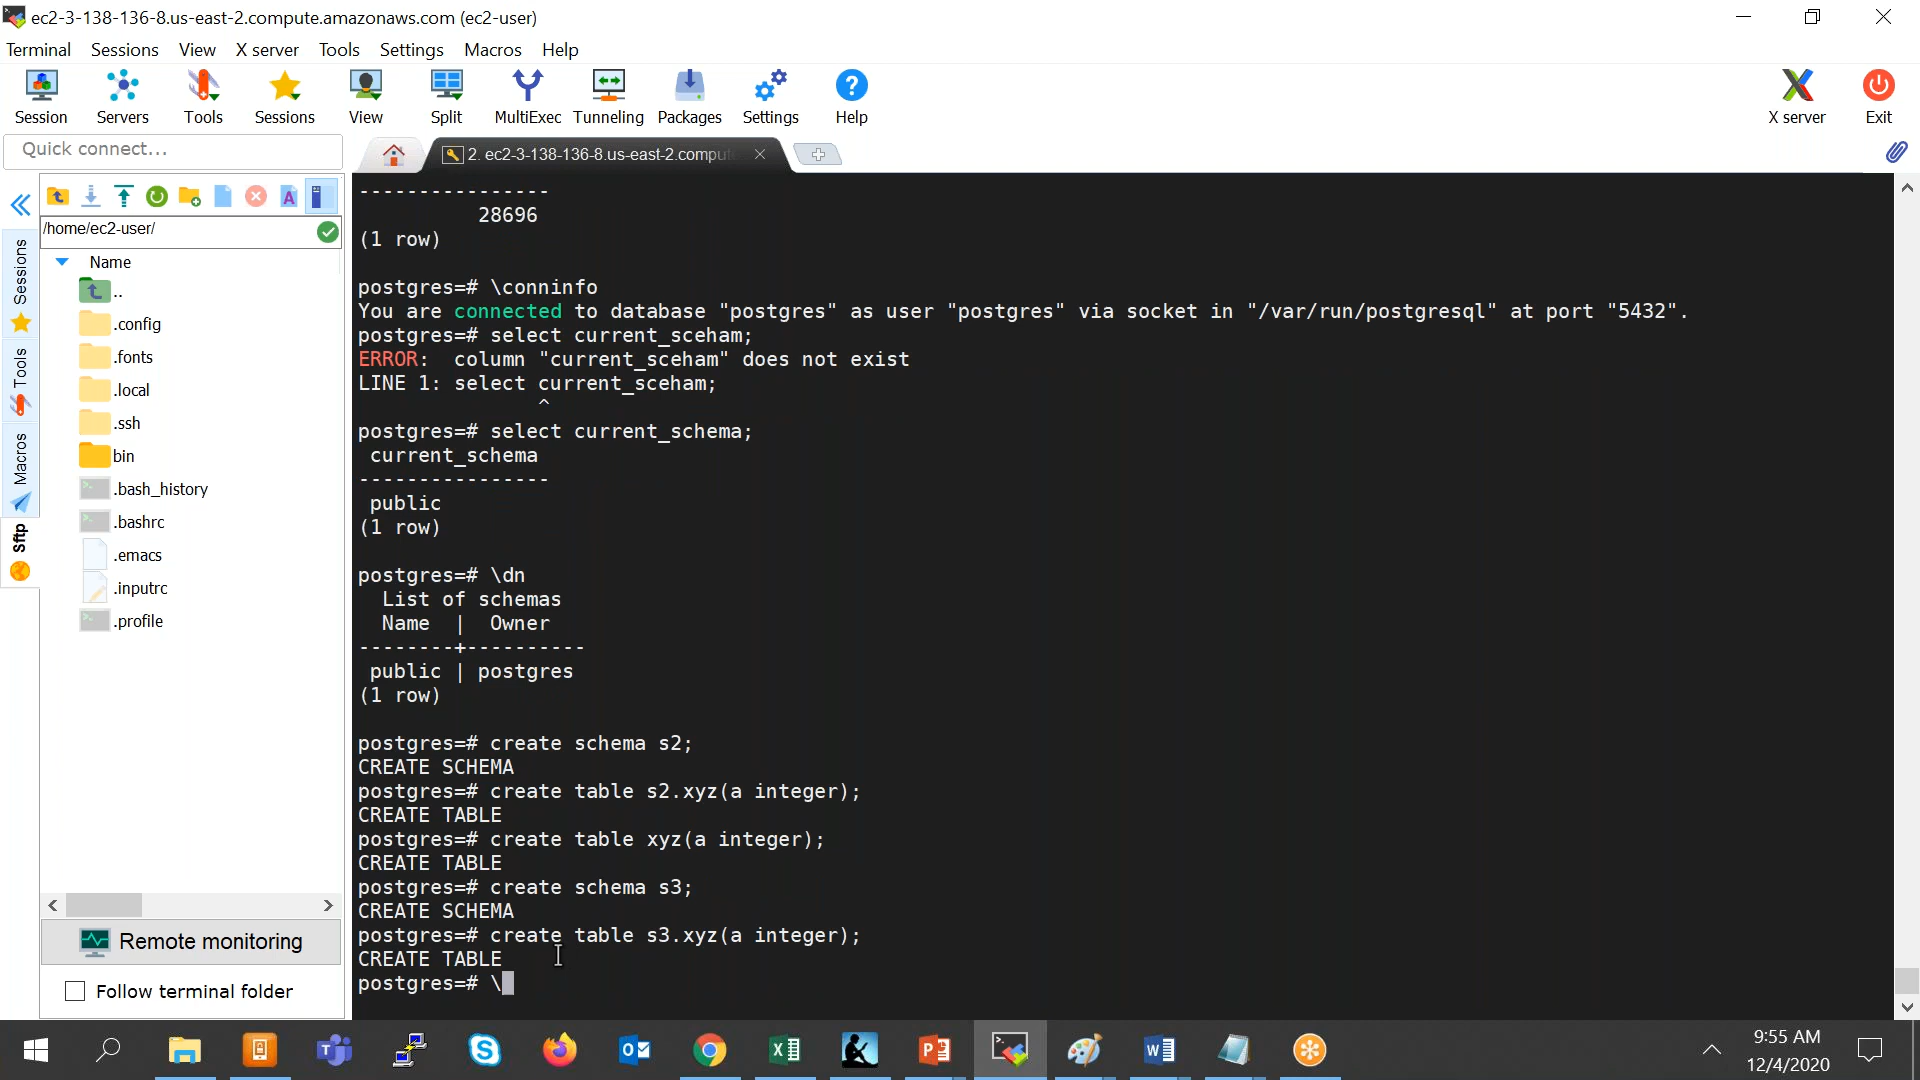 ec2-3-138-136-8.us-east-2.compute.amazonaws.com (ec2-user)
Terminal Sessions View X server Tools Settings Macros Help
Session Servers Tools Sessions View Split MultiExec Tunneling Packages Settings Help X server Exit
Quick connect...
2. ec2-3-138-136-8.us-east-2.compu
/home/ec2-user/
Name
..
.config
.fonts
.local
.ssh
bin
.bash_history
.bashrc
.emacs
.inputrc
.profile
Sessions
Tools
Macros
Sftp
Remote monitoring
Follow terminal folder
----------------
28696
(1 row)
postgres=# \conninfo
You are connected to database "postgres" as user "postgres" via socket in "/var/run/postgresql" at port "5432".
postgres=# select current_sceham;
ERROR:  column "current_sceham" does not exist
LINE 1: select current_sceham;
^
postgres=# select current_schema;
current_schema
----------------
public
(1 row)
postgres=# \dn
List of schemas
Name | Owner
--------+----------
public | postgres
(1 row)
postgres=# create schema s2;
CREATE SCHEMA
postgres=# create table s2.xyz(a integer);
CREATE TABLE
postgres=# create table xyz(a integer);
CREATE TABLE
postgres=# create schema s3;
CREATE SCHEMA
postgres=# create table s3.xyz(a integer);
CREATE TABLE
postgres=# \
9:55 AM
12/4/2020